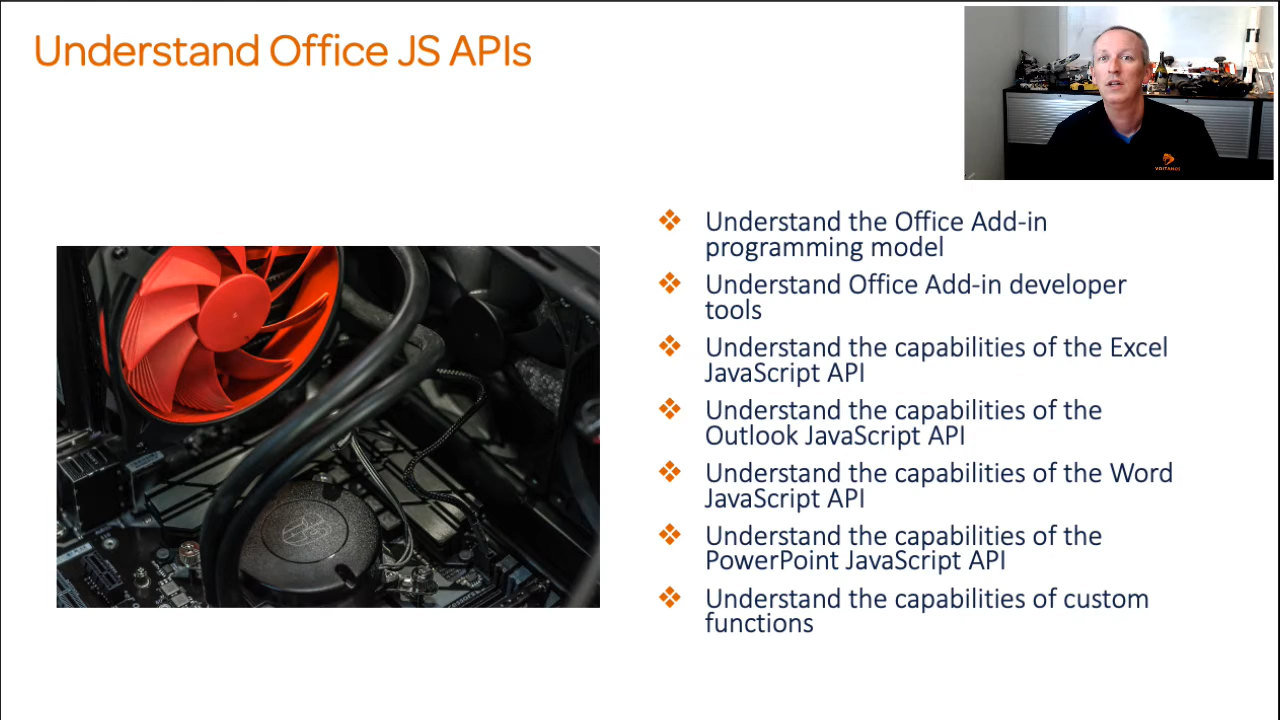 Understand Office JS APIs
VOITANOS
Understand the Office Add-in
programming model
Understand Office Add-in developer
tools
Understand the capabilities of the Excel
JavaScript API
Understand the capabilities of the
Outlook JavaScript API
Understand the capabilities of the Word
JavaScript API
Understand the capabilities of the
PowerPoint JavaScript API
Understand the capabilities of custom
functions